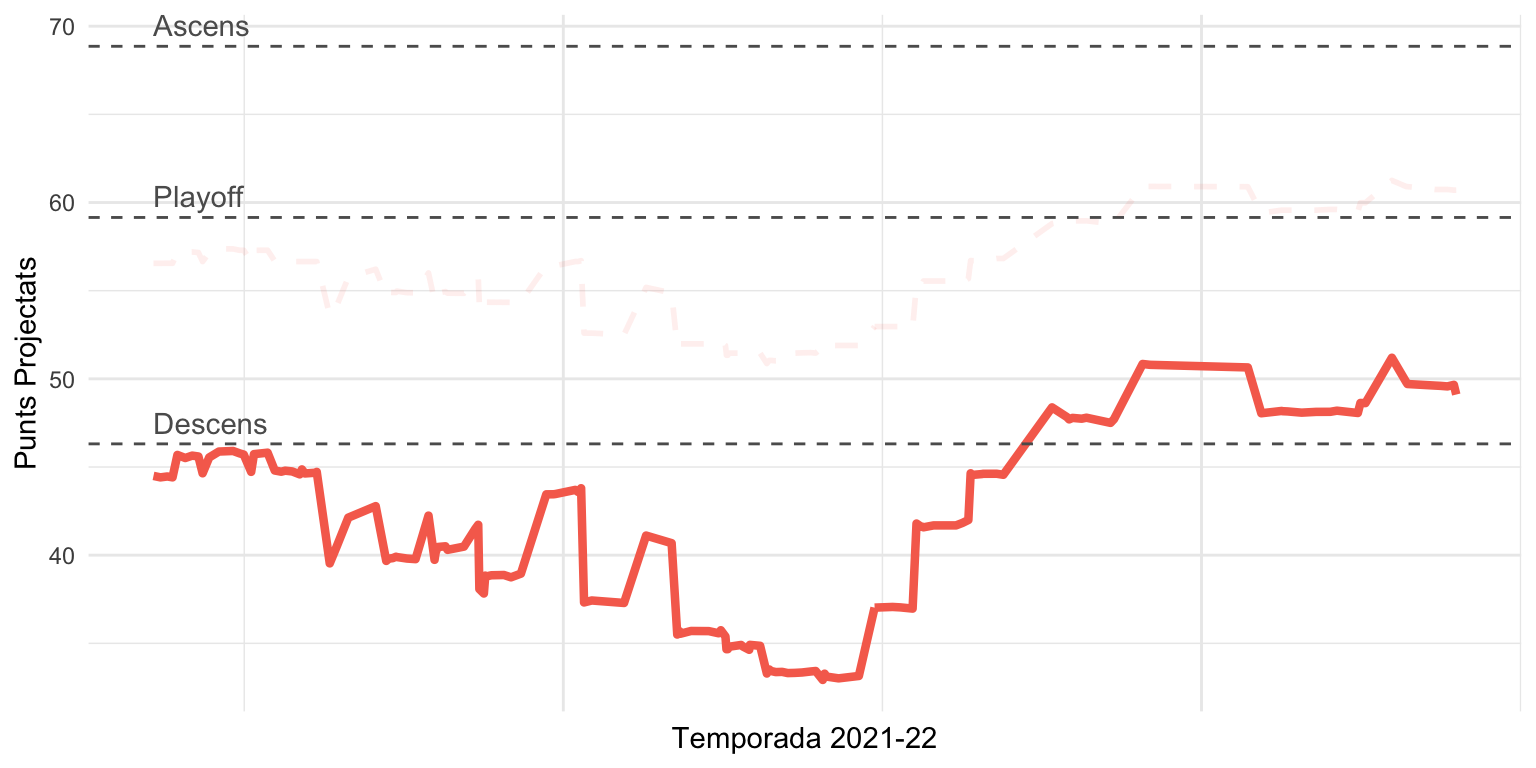 70
Ascens
60
Playoff
50
Descens
40
Punts Projectats
Temporada 2021-22